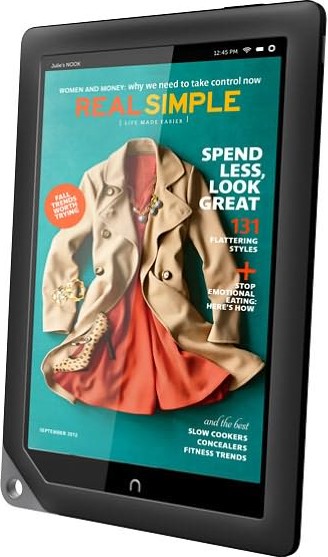 Julie's NOOK
12:45 PM
WOMEN AND MONEY: why we need to take control now
REAL SIMPLE
LIFE MADE EASIER
SPEND
LESS,
LOOK
GREAT
131
FLATTERING
STYLES
FALL
TRENDS
WORTH
TRYING
+
STOP
EMOTIONAL
EATING:
HERE'S HOW
SEPTEMBER 2012
and the best
SLOW COOKERS
CONCEALERS
FITNESS TRENDS